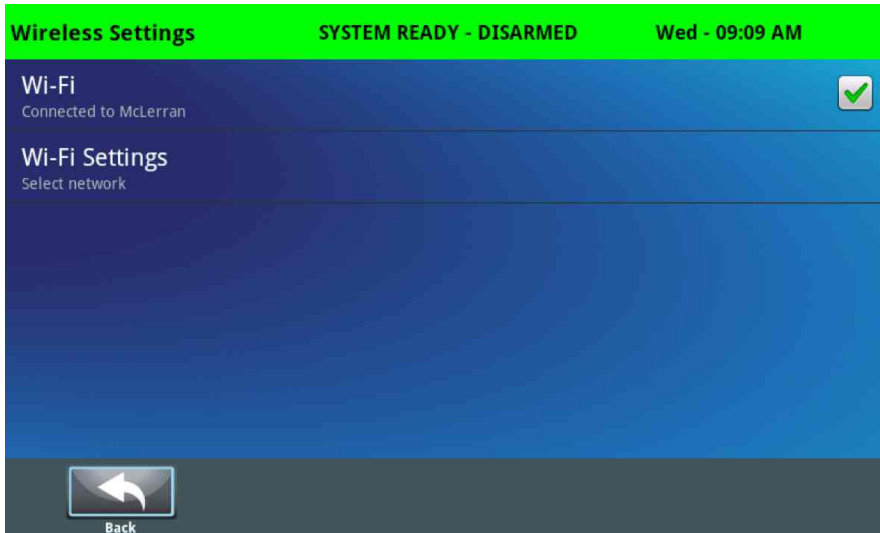 Wireless Settings SYSTEM READY - DISARMED Wed - 09:09 AM
Wi-Fi
Connected to McLerran
Wi-Fi Settings
Select network
Back